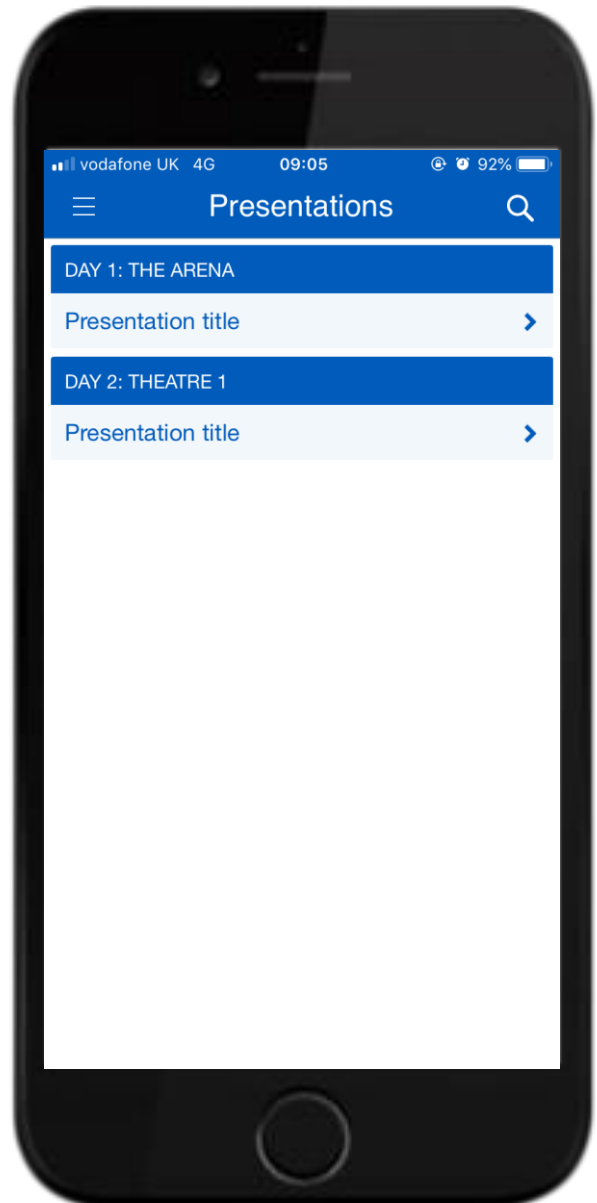 vodafone UK 4G 09:05 92%
Presentations
DAY 1: THE ARENA
Presentation title
DAY 2: THEATRE 1
Presentation title